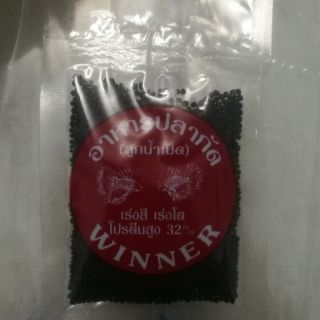 อาหารปลากัด
(ลูกน้ำเม็ด)
เร่งสี เร่งโต
โปรตีนสูง 32%
WINNER